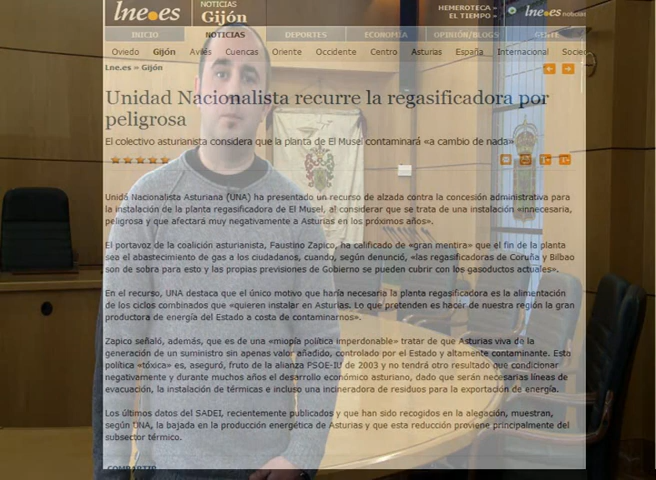 lne.es
NOTICIAS
Gijón
HEMEROTECA »
EL TIEMPO »
lne.es noticias
INICIO NOTICIAS DEPORTES ECONOMÍA OPINIÓN/BLOGS GENTE
Oviedo Gijón Avilés Cuencas Oriente Occidente Centro Asturias España Internacional Socie
Lne.es » Gijón
Unidad Nacionalista recurre la regasificadora por
peligrosa
El colectivo asturianista considera que la planta de El Musel contaminará «a cambio de nada»
Unidá Nacionalista Asturiana (UNA) ha presentado un recurso de alzada contra la concesión administrativa para
la instalación de la planta regasificadora de El Musel, al considerar que se trata de una instalación «innecesaria,
peligrosa y que afectará muy negativamente a Asturias en los próximos años».
El portavoz de la coalición asturianista, Faustino Zapico, ha calificado de «gran mentira» que el fin de la planta
sea el abastecimiento de gas a los ciudadanos, cuando, según denunció, «las regasificadoras de Coruña y Bilbao
son de sobra para esto y las propias previsiones de Gobierno se pueden cubrir con los gasoductos actuales».
En el recurso, UNA destaca que el único motivo que haría necesaria la planta regasificadora es la alimentación
de los ciclos combinados que «quieren instalar en Asturias. Lo que pretenden es hacer de nuestra región la gran
productora de energía del Estado a costa de contaminarnos».
Zapico señaló, además, que es de una «miopía política imperdonable» tratar de que Asturias viva de la
generación de un suministro sin apenas valor añadido, controlado por el Estado y altamente contaminante. Esta
política «tóxica» es, aseguró, fruto de la alianza PSOE-IU de 2003 y no tendrá otro resultado que condicionar
negativamente y durante muchos años el desarrollo económico asturiano, dado que serán necesarias líneas de
evacuación, la instalación de térmicas e incluso una incineradora de residuos para la exportación de energía.
Los últimos datos del SADEI, recientemente publicados y que han sido recogidos en la alegación, muestran,
según UNA, la bajada en la producción energética de Asturias y que esta reducción previene principalmente del
subsector térmico.
COMPARTIR